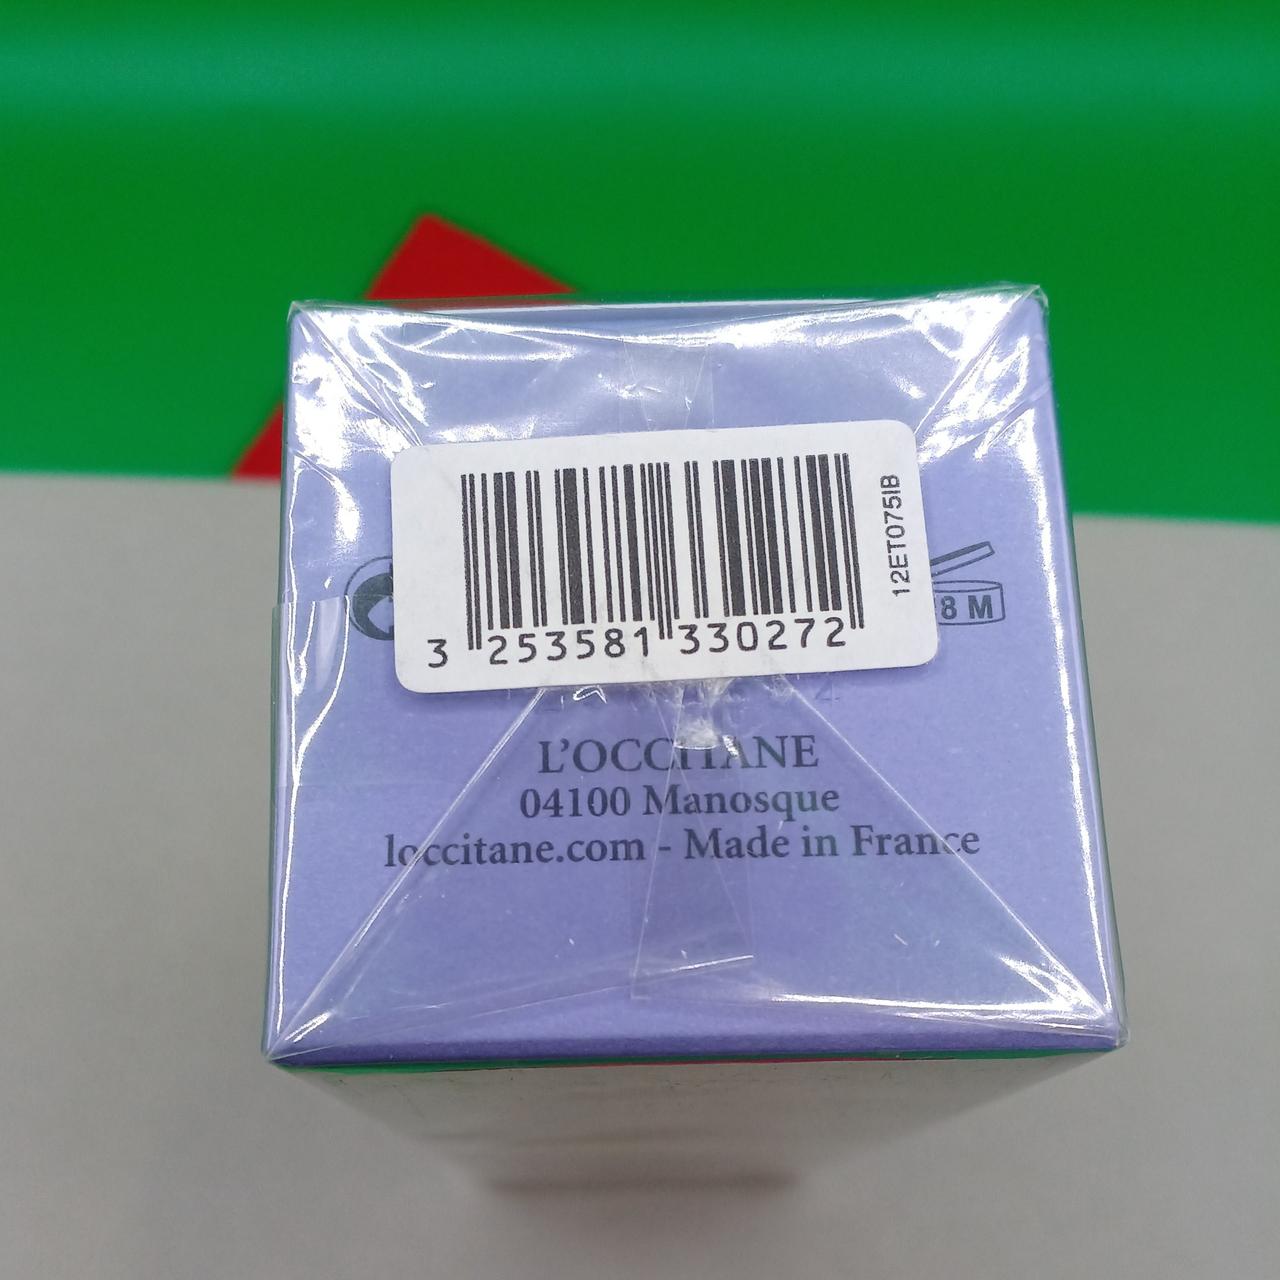 12ET075IB
3 253581 330272
8 M
L'OCCITANE
04100 Manosque
loccitane.com - Made in France